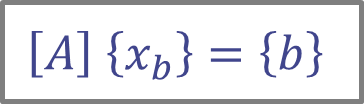 [A] {x_b} = {b}